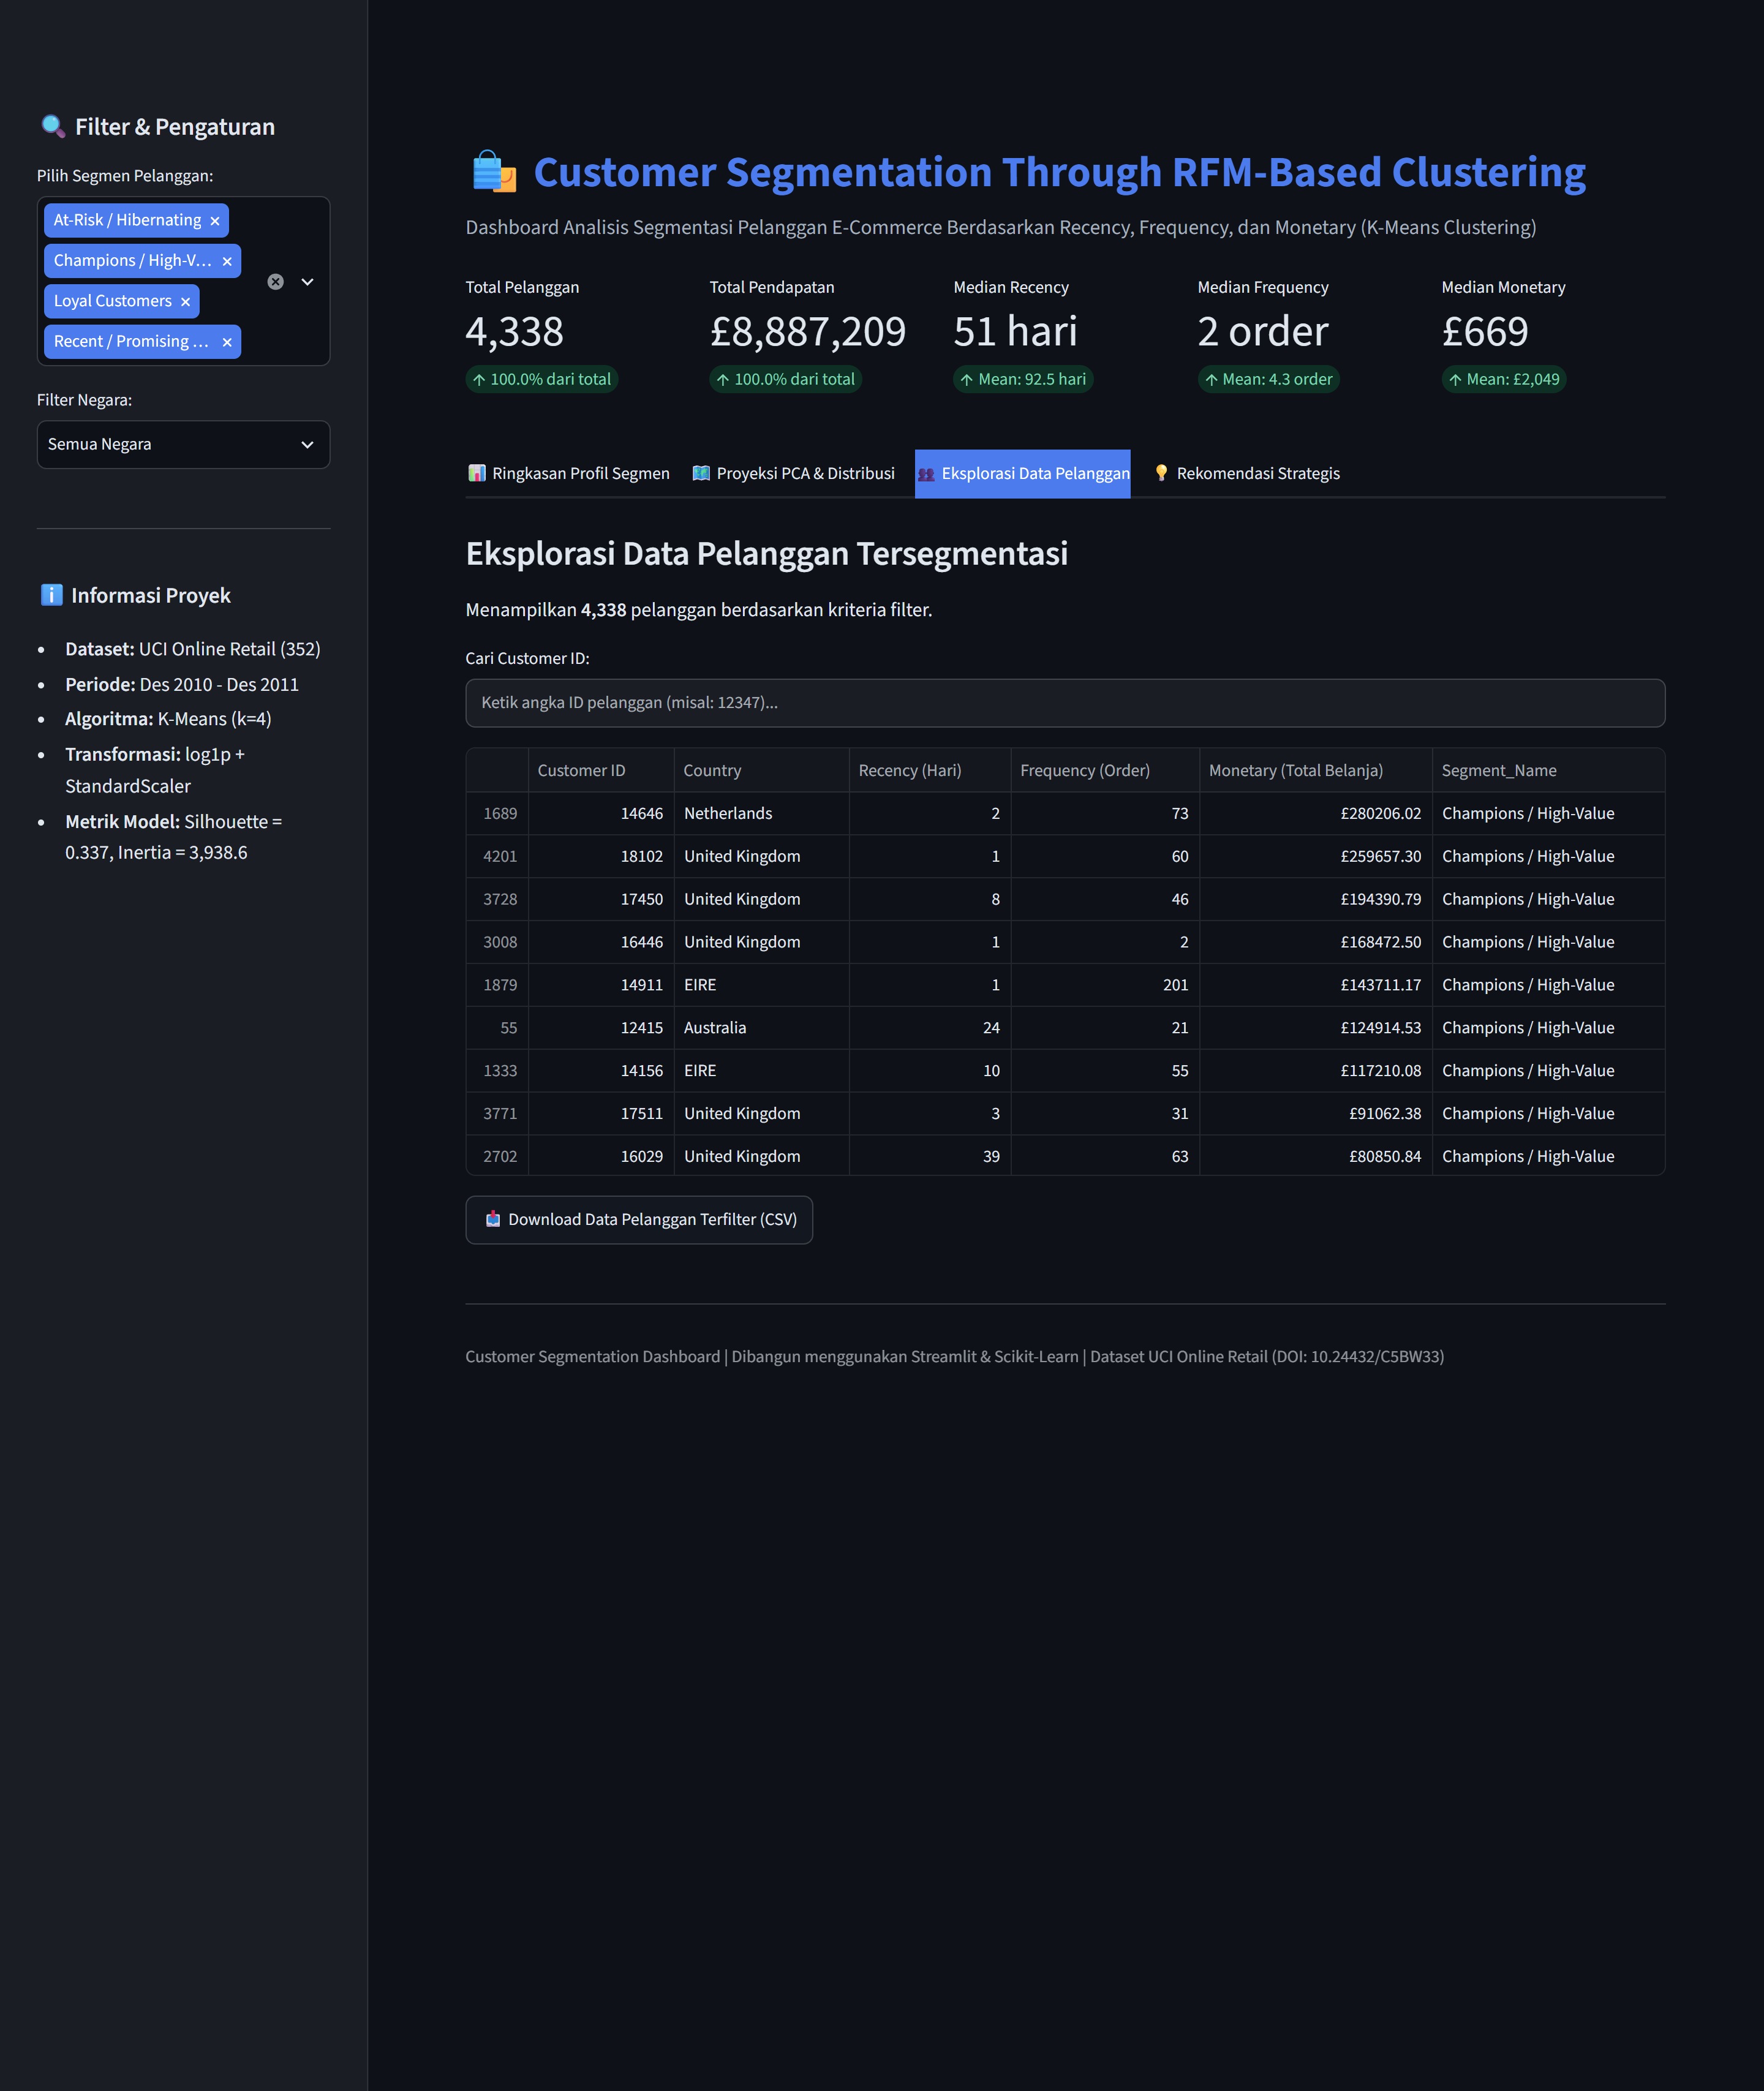 Filter & Pengaturan
Pilih Segmen Pelanggan:
At-Risk / Hibernating
Champions / High-V...
Loyal Customers
Recent / Promising ...
Filter Negara:
Semua Negara
Informasi Proyek
Dataset: UCI Online Retail (352)
Periode: Des 2010 - Des 2011
Algoritma: K-Means (k=4)
Transformasi: log1p +
StandardScaler
Metrik Model: Silhouette =
0.337, Inertia = 3,938.6
Customer Segmentation Through RFM-Based Clustering
Dashboard Analisis Segmentasi Pelanggan E-Commerce Berdasarkan Recency, Frequency, dan Monetary (K-Means Clustering)
Total Pelanggan Total Pendapatan Median Recency Median Frequency Median Monetary
4,338 £8,887,209 51 hari 2 order £669
↑ 100.0% dari total ↑ 100.0% dari total ↑ Mean: 92.5 hari ↑ Mean: 4.3 order ↑ Mean: £2,049
Ringkasan Profil Segmen Proyeksi PCA & Distribusi Eksplorasi Data Pelanggan Rekomendasi Strategis
Eksplorasi Data Pelanggan Tersegmentasi
Menampilkan 4,338 pelanggan berdasarkan kriteria filter.
Cari Customer ID:
Ketik angka ID pelanggan (misal: 12347)...
Customer ID Country Recency (Hari) Frequency (Order) Monetary (Total Belanja) Segment_Name
1689 14646 Netherlands 2 73 £280206.02 Champions / High-Value
4201 18102 United Kingdom 1 60 £259657.30 Champions / High-Value
3728 17450 United Kingdom 8 46 £194390.79 Champions / High-Value
3008 16446 United Kingdom 1 2 £168472.50 Champions / High-Value
1879 14911 EIRE 1 201 £143711.17 Champions / High-Value
55 12415 Australia 24 21 £124914.53 Champions / High-Value
1333 14156 EIRE 10 55 £117210.08 Champions / High-Value
3771 17511 United Kingdom 3 31 £91062.38 Champions / High-Value
2702 16029 United Kingdom 39 63 £80850.84 Champions / High-Value
Download Data Pelanggan Terfilter (CSV)
Customer Segmentation Dashboard | Dibangun menggunakan Streamlit & Scikit-Learn | Dataset UCI Online Retail (DOI: 10.24432/C5BW33)